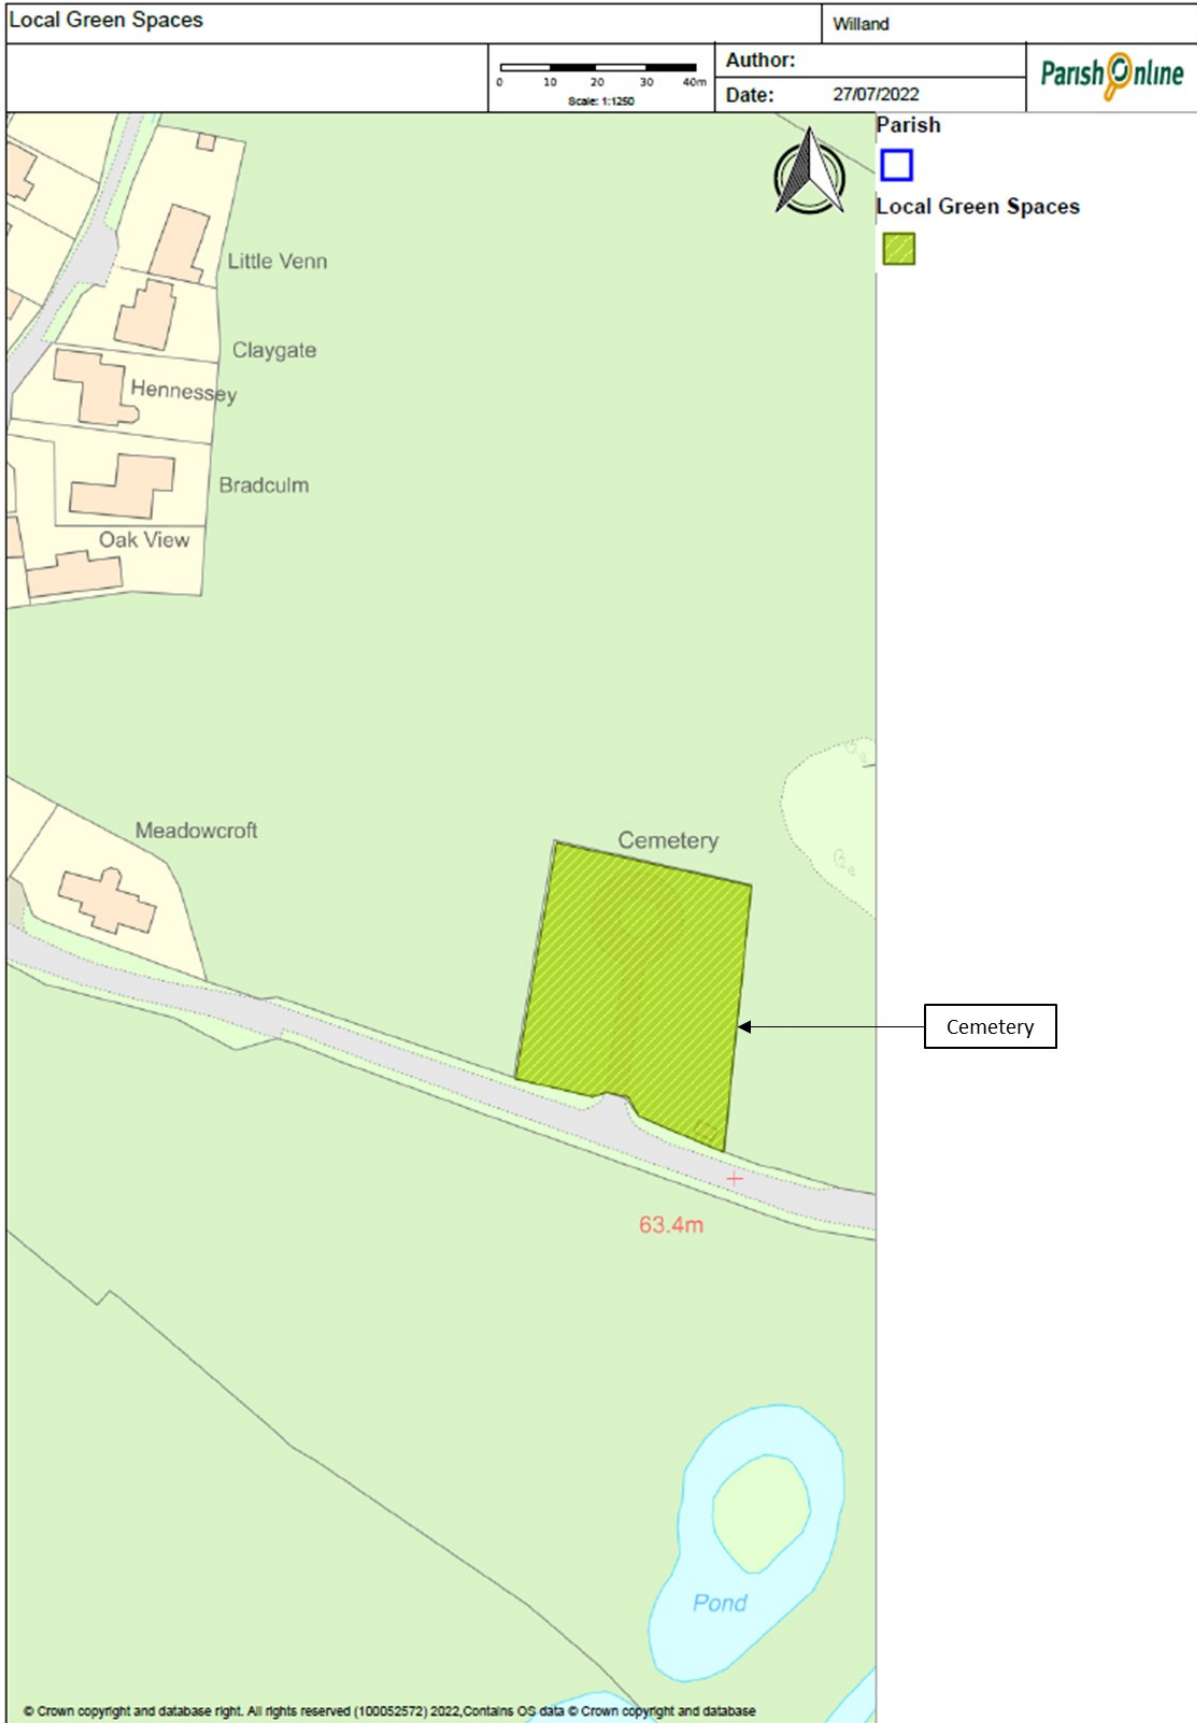 Local Green Spaces
Willand
0 10 20 30 40m
Scale: 1:1250
Author:
Date: 27/07/2022
Parish Online
Parish
Local Green Spaces
Little Venn
Claygate
Hennessey
Bradculm
Oak View
Meadowcroft
Cemetery
Cemetery
63.4m
Pond
© Crown copyright and database right. All rights reserved (100052572) 2022,Contains OS data © Crown copyright and database